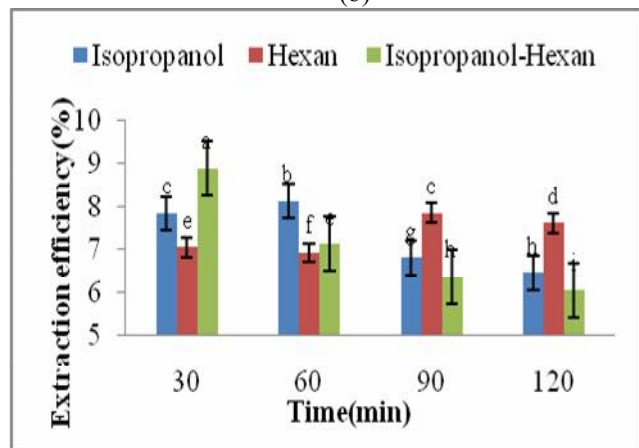 Isopropanol Hexan Isopropanol-Hexan
Extraction efficiency(%)
10
9
8
7
6
5
c e a
b f e
g c h
h d i
30 60 90 120
Time(min)